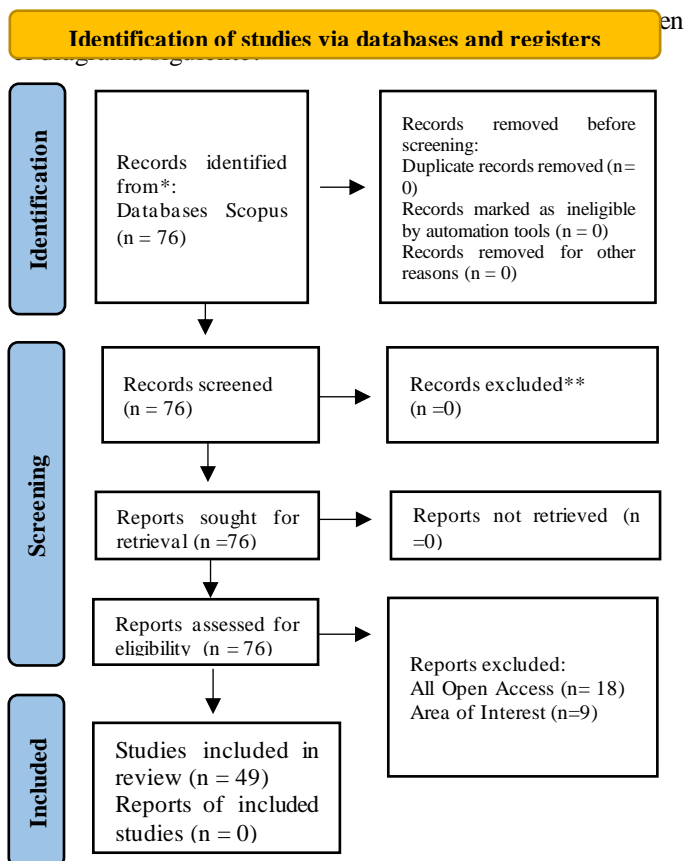 en
Identification of studies via databases and registers
diagrama siguiente:
Identification
Records identified
from*:
Databases Scopus
(n = 76)
Records removed before
screening:
Duplicate records removed (n=
0)
Records marked as ineligible
by automation tools (n = 0)
Records removed for other
reasons (n = 0)
Screening
Records screened
(n = 76)
Records excluded**
(n =0)
Reports sought for
retrieval (n =76)
Reports not retrieved (n
=0)
Reports assessed for
eligibility (n = 76)
Reports excluded:
All Open Access (n= 18)
Area of Interest (n=9)
Included
Studies included in
review (n = 49)
Reports of included
studies (n = 0)